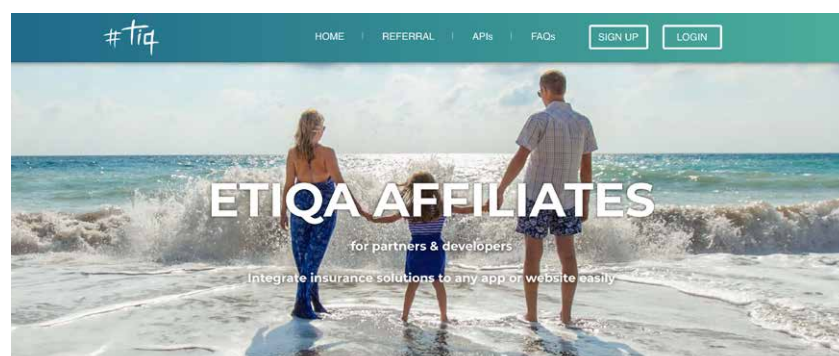 #tiq
HOME | REFERRAL | APIs | FAQs SIGN UP LOGIN
ETIQA AFFILIATES
for partners & developers
Integrate insurance solutions to any app or website easily